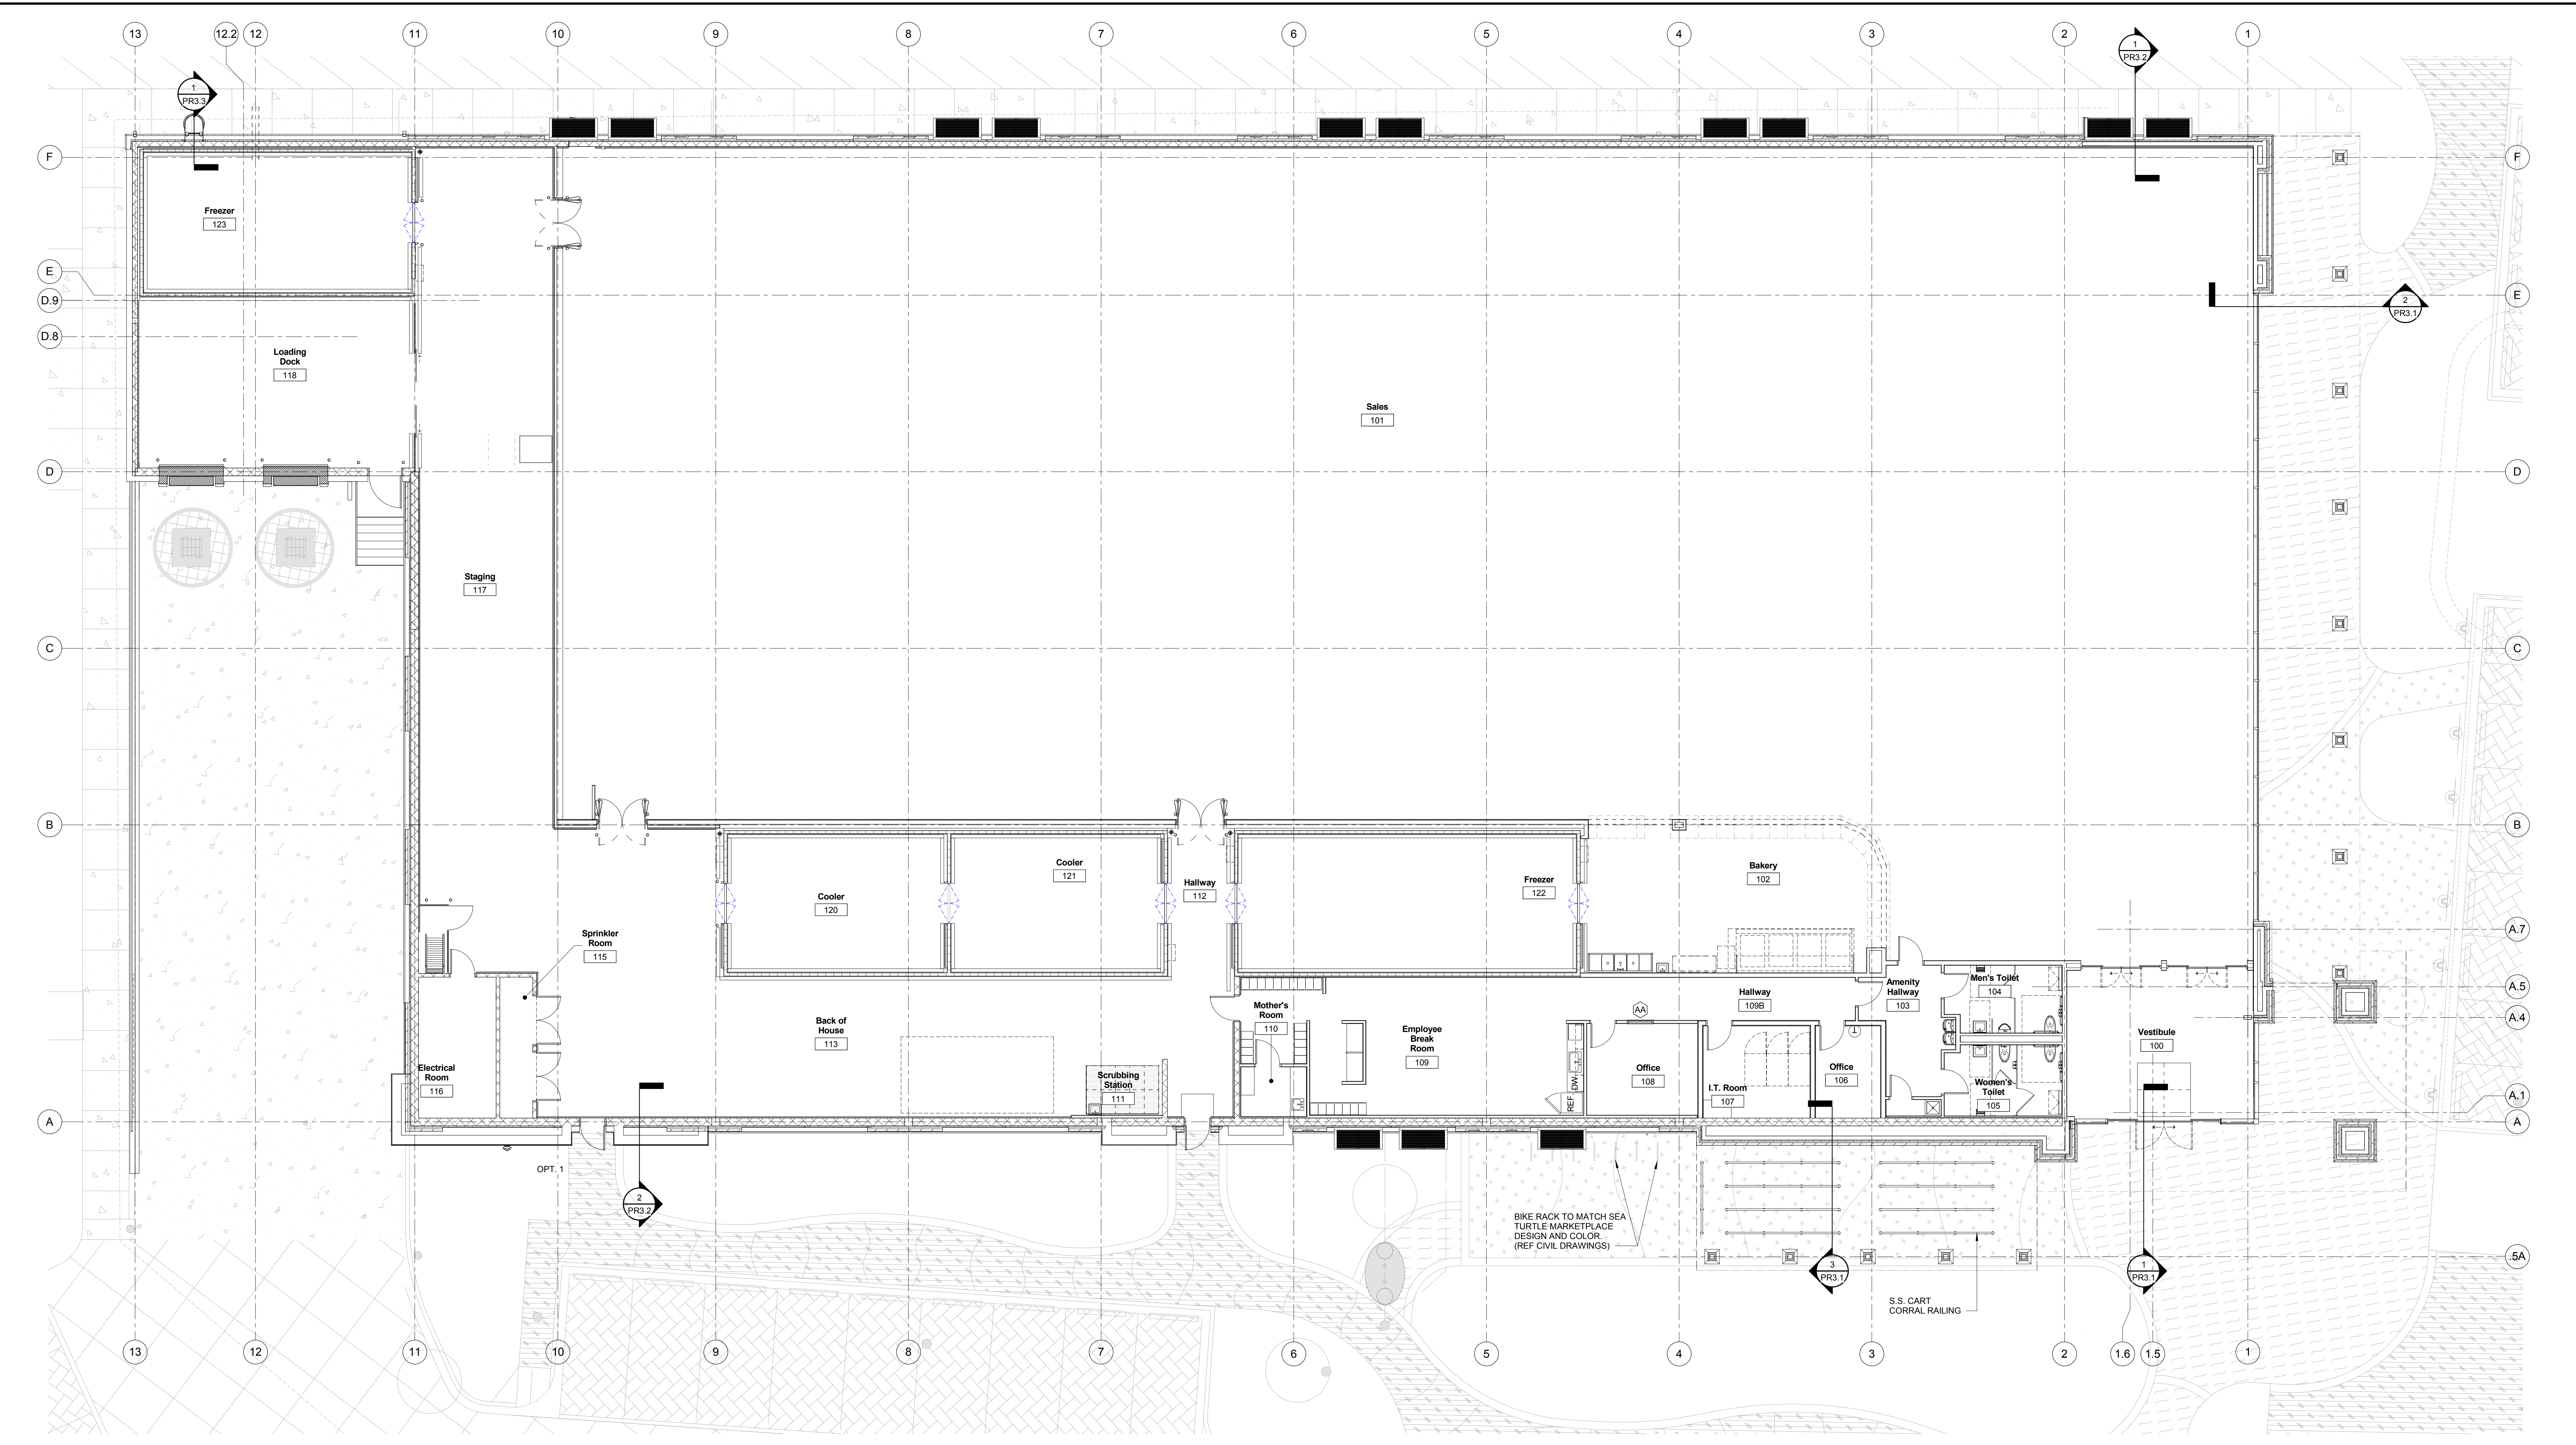 13
12.2
12
11
10
9
8
7
6
5
4
3
2
1
1
PR3.3
1
PR3.2
F
F
Freezer
123
E
D.9
D.8
E
2
PR3.1
Loading
Dock
118
Sales
101
D
D
Staging
117
C
C
B
B
Cooler
120
Cooler
121
Hallway
112
Freezer
122
Bakery
102
A.7
Sprinkler
Room
115
Amenity
Hallway
103
Men's Toilet
104
A.5
Mother's
Room
110
Hallway
109B
AA
A.4
Back of
House
113
Employee
Break
Room
109
Vestibule
100
Electrical
Room
116
Scrubbing
Station
111
DW
REF.
Office
108
I.T. Room
107
Office
106
Women's
Toilet
105
A.1
A
A
OPT. 1
2
PR3.2
BIKE RACK TO MATCH SEA
TURTLE MARKETPLACE
DESIGN AND COLOR.
(REF CIVIL DRAWINGS)
3
PR3.1
1
PR3.1
.5A
S.S. CART
CORRAL RAILING
13
12
11
10
9
8
7
6
5
4
3
2
1.6
1.5
1